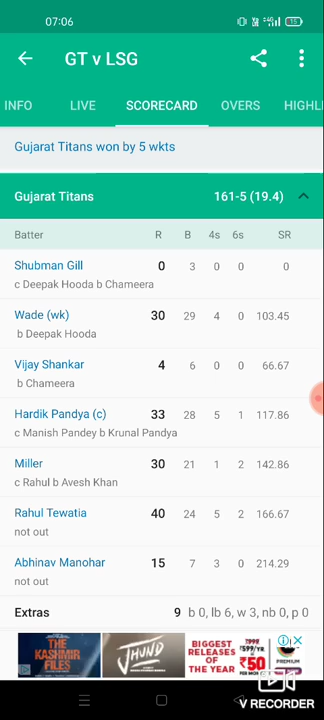 07:06
15
GT v LSG
INFO LIVE SCORECARD OVERS HIGHLI
Gujarat Titans won by 5 wkts
Gujarat Titans 161-5 (19.4)
Batter R B 4s 6s SR
Shubman Gill 0 3 0 0 0
c Deepak Hooda b Chameera
Wade (wk) 30 29 4 0 103.45
b Deepak Hooda
Vijay Shankar 4 6 0 0 66.67
b Chameera
Hardik Pandya (c) 33 28 5 1 117.86
c Manish Pandey b Krunal Pandya
Miller 30 21 1 2 142.86
c Rahul b Avesh Khan
Rahul Tewatia 40 24 5 2 166.67
not out
Abhinav Manohar 15 7 3 0 214.29
not out
Extras 9 b 0, lb 6, w 3, nb 0, p 0
THE KASHMIR FILES
JHUND
BIGGEST RELEASES OF THE YEAR
₹599/YR
₹50
PREMIUM
V RECORDER